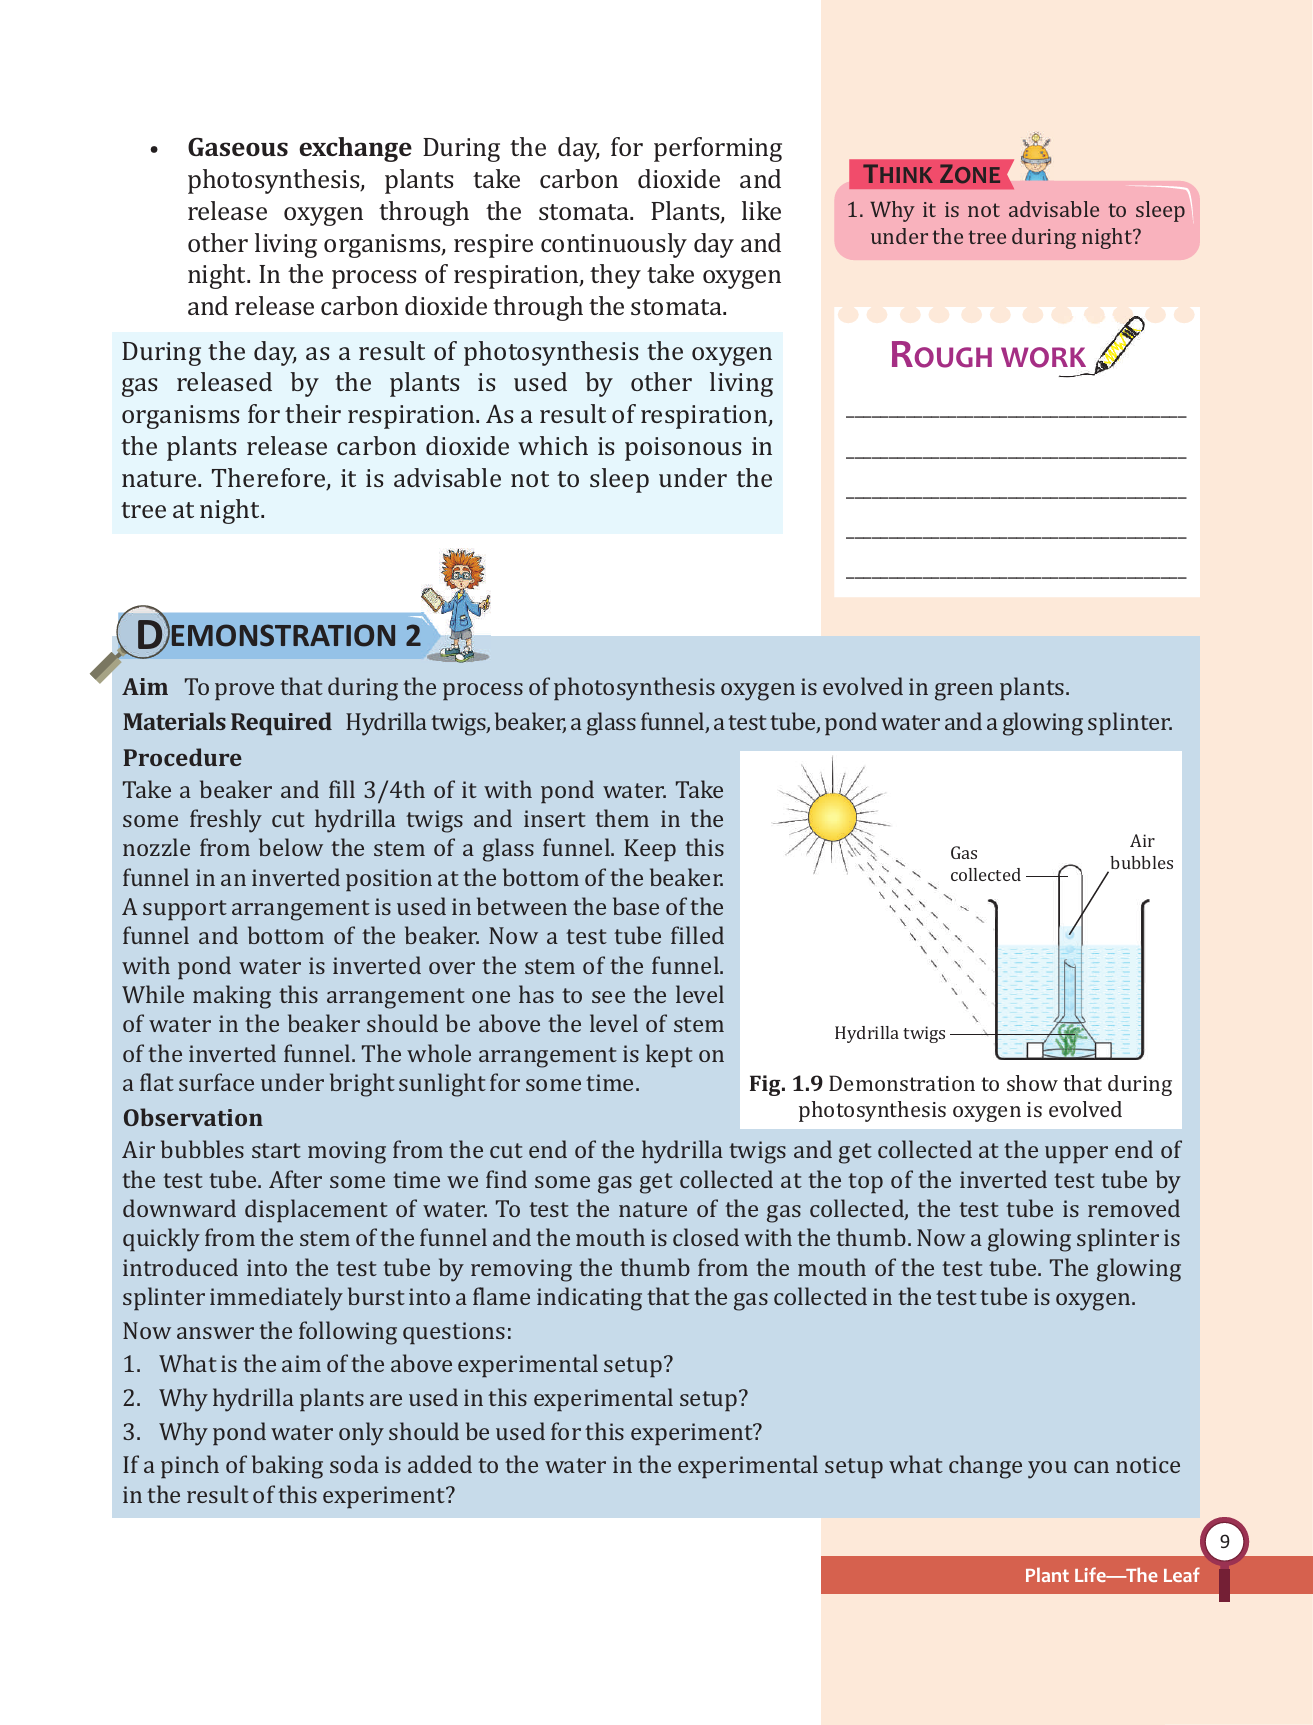 • Gaseous exchange During the day, for performing
photosynthesis, plants take carbon dioxide and
release oxygen through the stomata. Plants, like
other living organisms, respire continuously day and
night. In the process of respiration, they take oxygen
and release carbon dioxide through the stomata.
During the day, as a result of photosynthesis the oxygen
gas released by the plants is used by other living
organisms for their respiration. As a result of respiration,
the plants release carbon dioxide which is poisonous in
nature. Therefore, it is advisable not to sleep under the
tree at night.
THINK ZONE
1. Why it is not advisable to sleep
under the tree during night?
ROUGH WORK
DEMONSTRATION 2
Aim To prove that during the process of photosynthesis oxygen is evolved in green plants.
Materials Required Hydrilla twigs, beaker, a glass funnel, a test tube, pond water and a glowing splinter.
Procedure
Take a beaker and fill 3/4th of it with pond water. Take
some freshly cut hydrilla twigs and insert them in the
nozzle from below the stem of a glass funnel. Keep this
funnel in an inverted position at the bottom of the beaker.
A support arrangement is used in between the base of the
funnel and bottom of the beaker. Now a test tube filled
with pond water is inverted over the stem of the funnel.
While making this arrangement one has to see the level
of water in the beaker should be above the level of stem
of the inverted funnel. The whole arrangement is kept on
a flat surface under bright sunlight for some time.
Gas
collected
Air
bubbles
Hydrilla twigs
Fig. 1.9 Demonstration to show that during
photosynthesis oxygen is evolved
Observation
Air bubbles start moving from the cut end of the hydrilla twigs and get collected at the upper end of
the test tube. After some time we find some gas get collected at the top of the inverted test tube by
downward displacement of water. To test the nature of the gas collected, the test tube is removed
quickly from the stem of the funnel and the mouth is closed with the thumb. Now a glowing splinter is
introduced into the test tube by removing the thumb from the mouth of the test tube. The glowing
splinter immediately burst into a flame indicating that the gas collected in the test tube is oxygen.
Now answer the following questions:
1. What is the aim of the above experimental setup?
2. Why hydrilla plants are used in this experimental setup?
3. Why pond water only should be used for this experiment?
If a pinch of baking soda is added to the water in the experimental setup what change you can notice
in the result of this experiment?
9
Plant Life—The Leaf